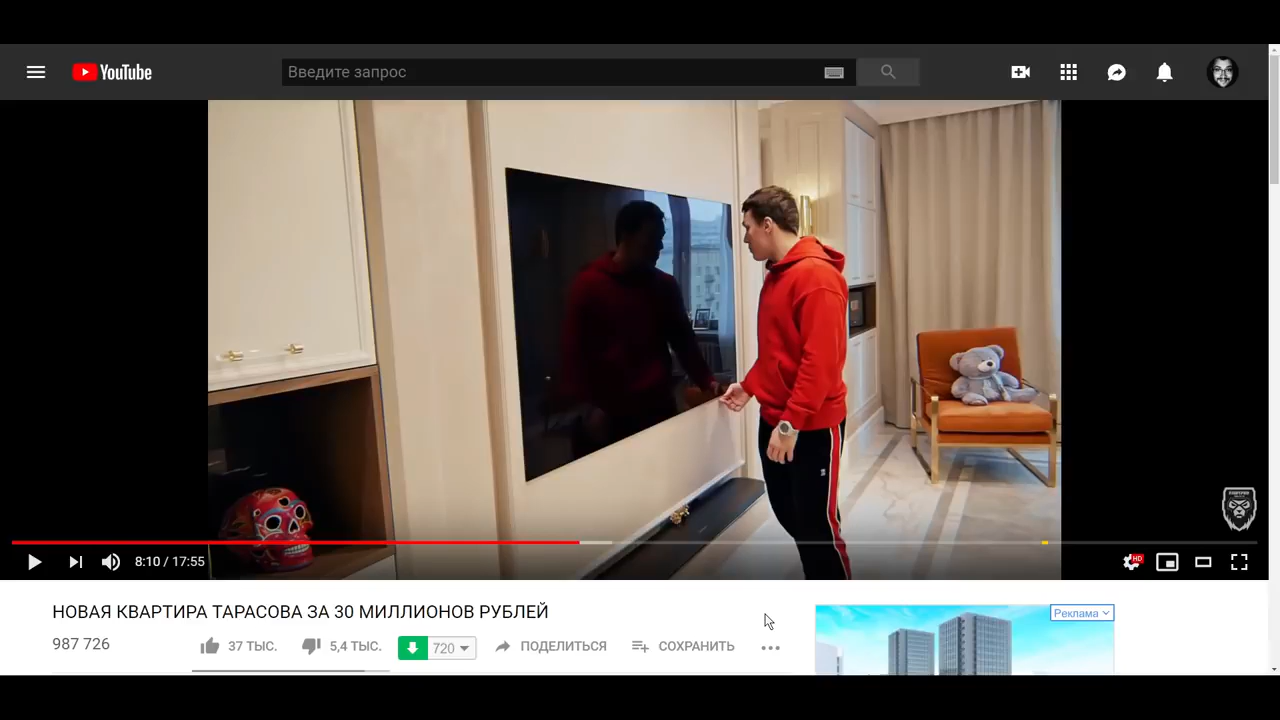 YouTube
Введите запрос
8:10 / 17:55
HD
НОВАЯ КВАРТИРА ТАРАСОВА ЗА 30 МИЛЛИОНОВ РУБЛЕЙ
Реклама
987 726
37 ТЫС.
5,4 ТЫС.
720
ПОДЕЛИТЬСЯ
СОХРАНИТЬ